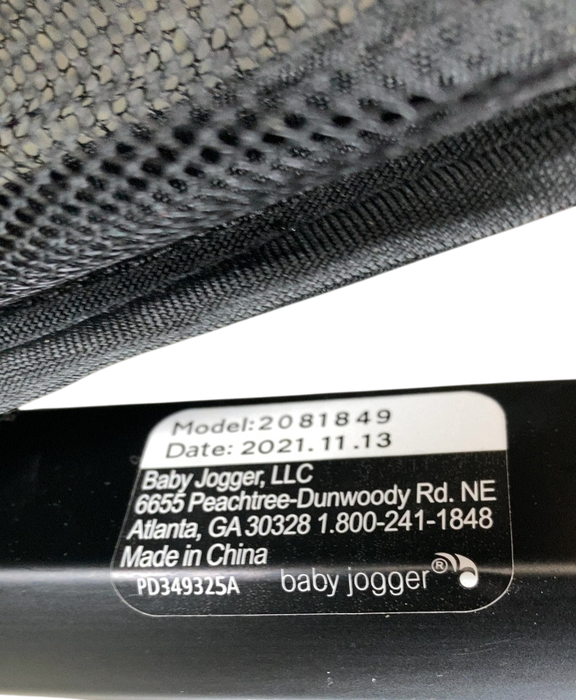 Model:2081849
Date: 2021.11.13
Baby Jogger, LLC
6655 Peachtree-Dunwoody Rd. NE
Atlanta, GA 30328 1.800-241-1848
Made in China
PD349325A baby jogger®